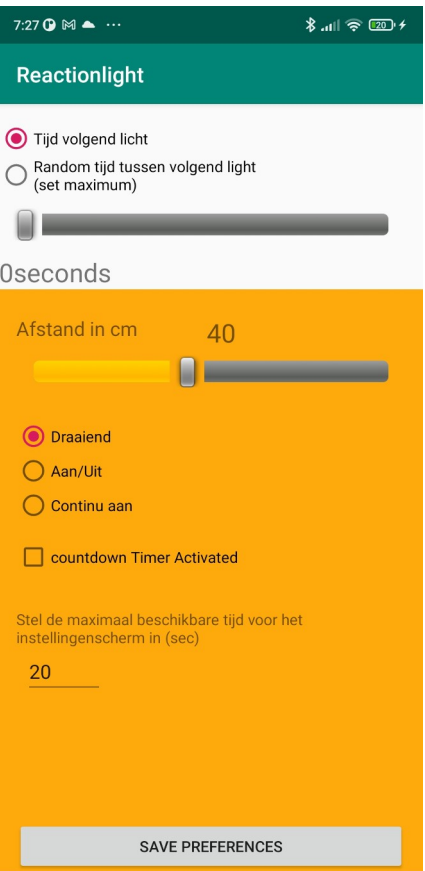 7:27
20
Reactionlight
Tijd volgend licht
Random tijd tussen volgend light
(set maximum)
0seconds
Afstand in cm 40
Draaiend
Aan/Uit
Continu aan
countdown Timer Activated
Stel de maximaal beschikbare tijd voor het
instellingenscherm in (sec)
20
SAVE PREFERENCES